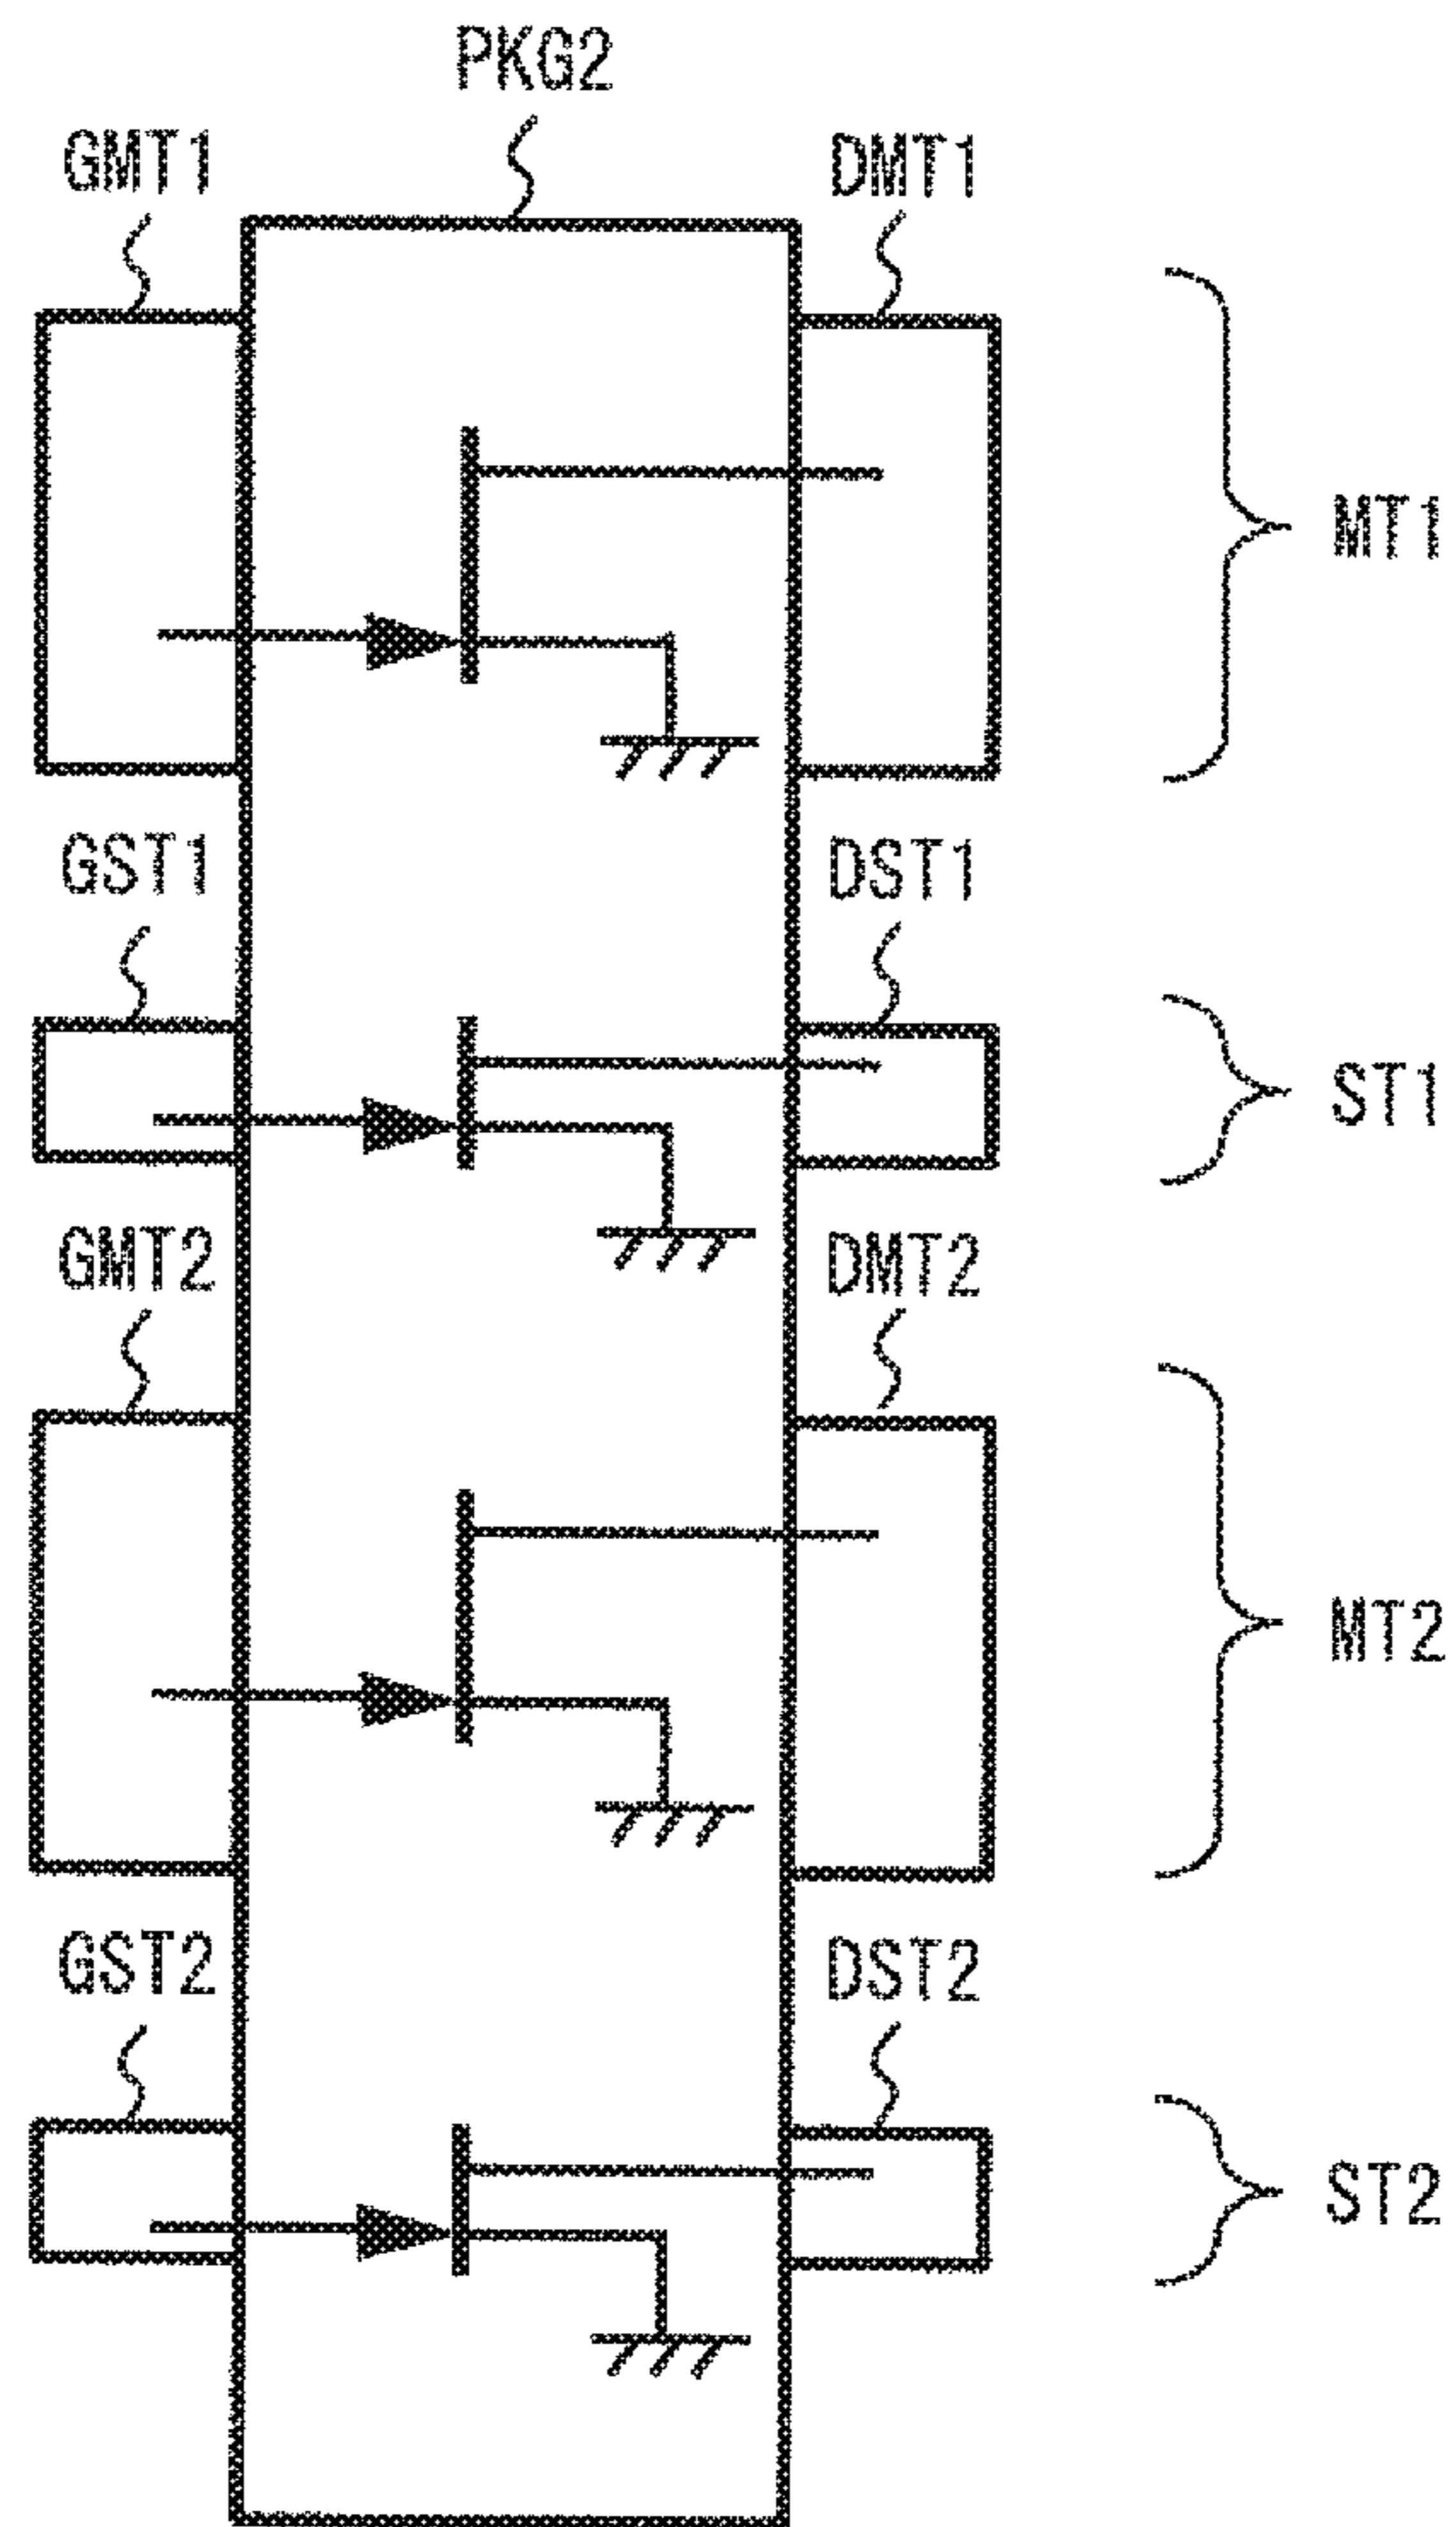 PKG2
GMT1 DMT1
MT1
GST1 DST1
ST1
GMT2 DMT2
MT2
GST2 DST2
ST2